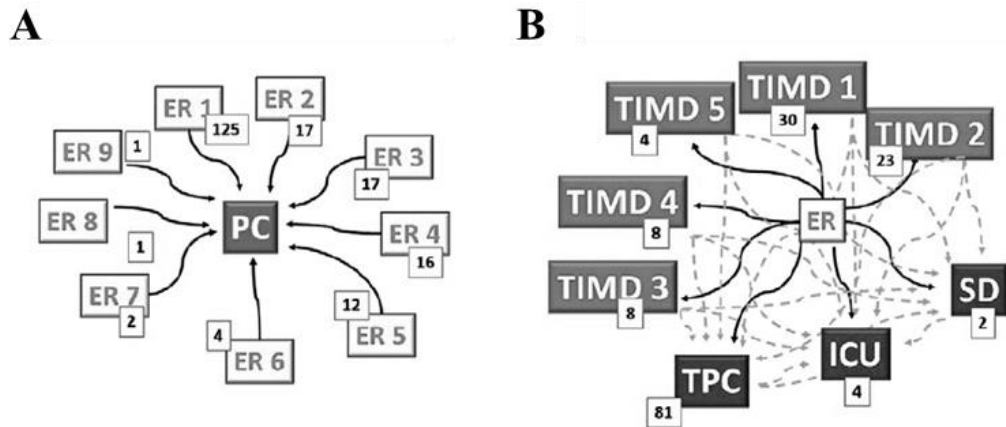 A
ER 1
125
ER 2
17
ER 3
17
ER 4
16
ER 5
12
ER 6
4
ER 7
2
ER 8
1
ER 9
1
PC
B
TIMD 1
30
TIMD 2
23
TIMD 5
4
TIMD 4
8
TIMD 3
8
ER
SD
2
ICU
4
TPC
81